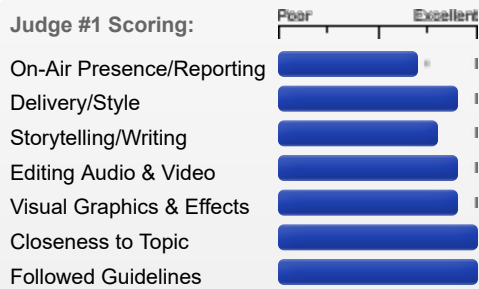 Judge #1 Scoring: Poor Excellent
On-Air Presence/Reporting
Delivery/Style
Storytelling/Writing
Editing Audio & Video
Visual Graphics & Effects
Closeness to Topic
Followed Guidelines